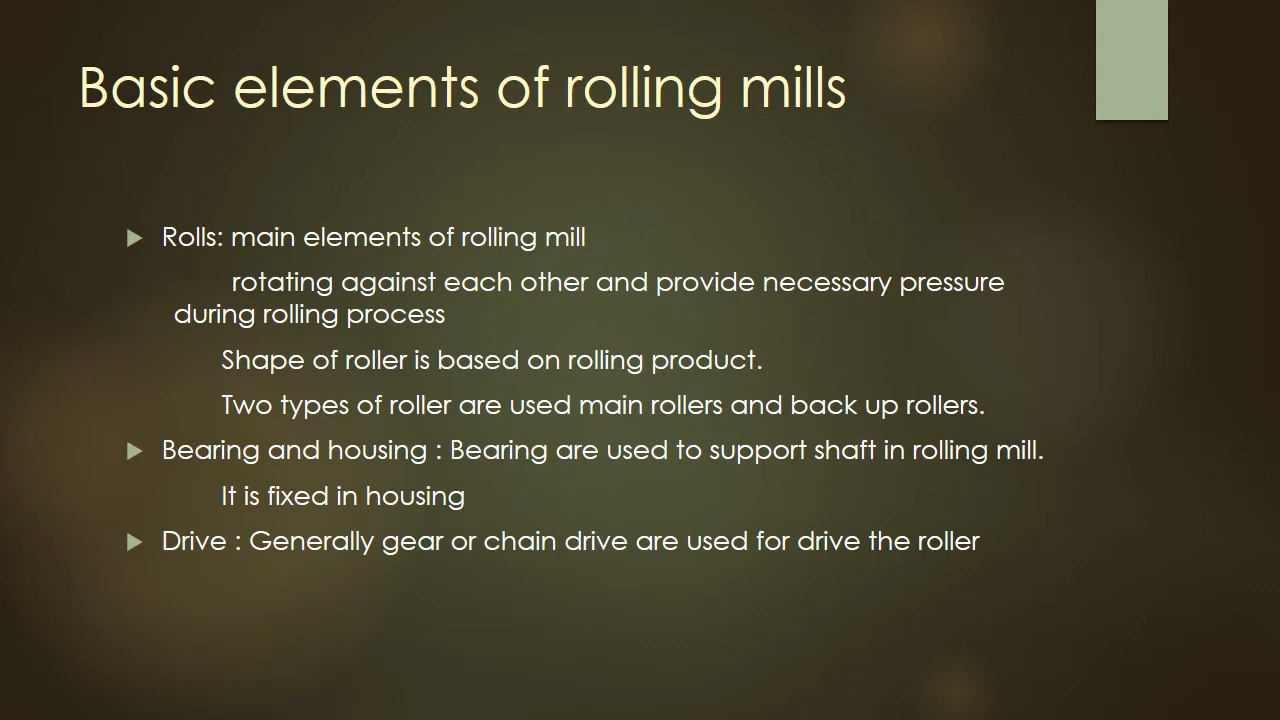 Basic elements of rolling mills
Rolls: main elements of rolling mill
rotating against each other and provide necessary pressure
during rolling process
Shape of roller is based on rolling product.
Two types of roller are used main rollers and back up rollers.
Bearing and housing : Bearing are used to support shaft in rolling mill.
It is fixed in housing
Drive : Generally gear or chain drive are used for drive the roller